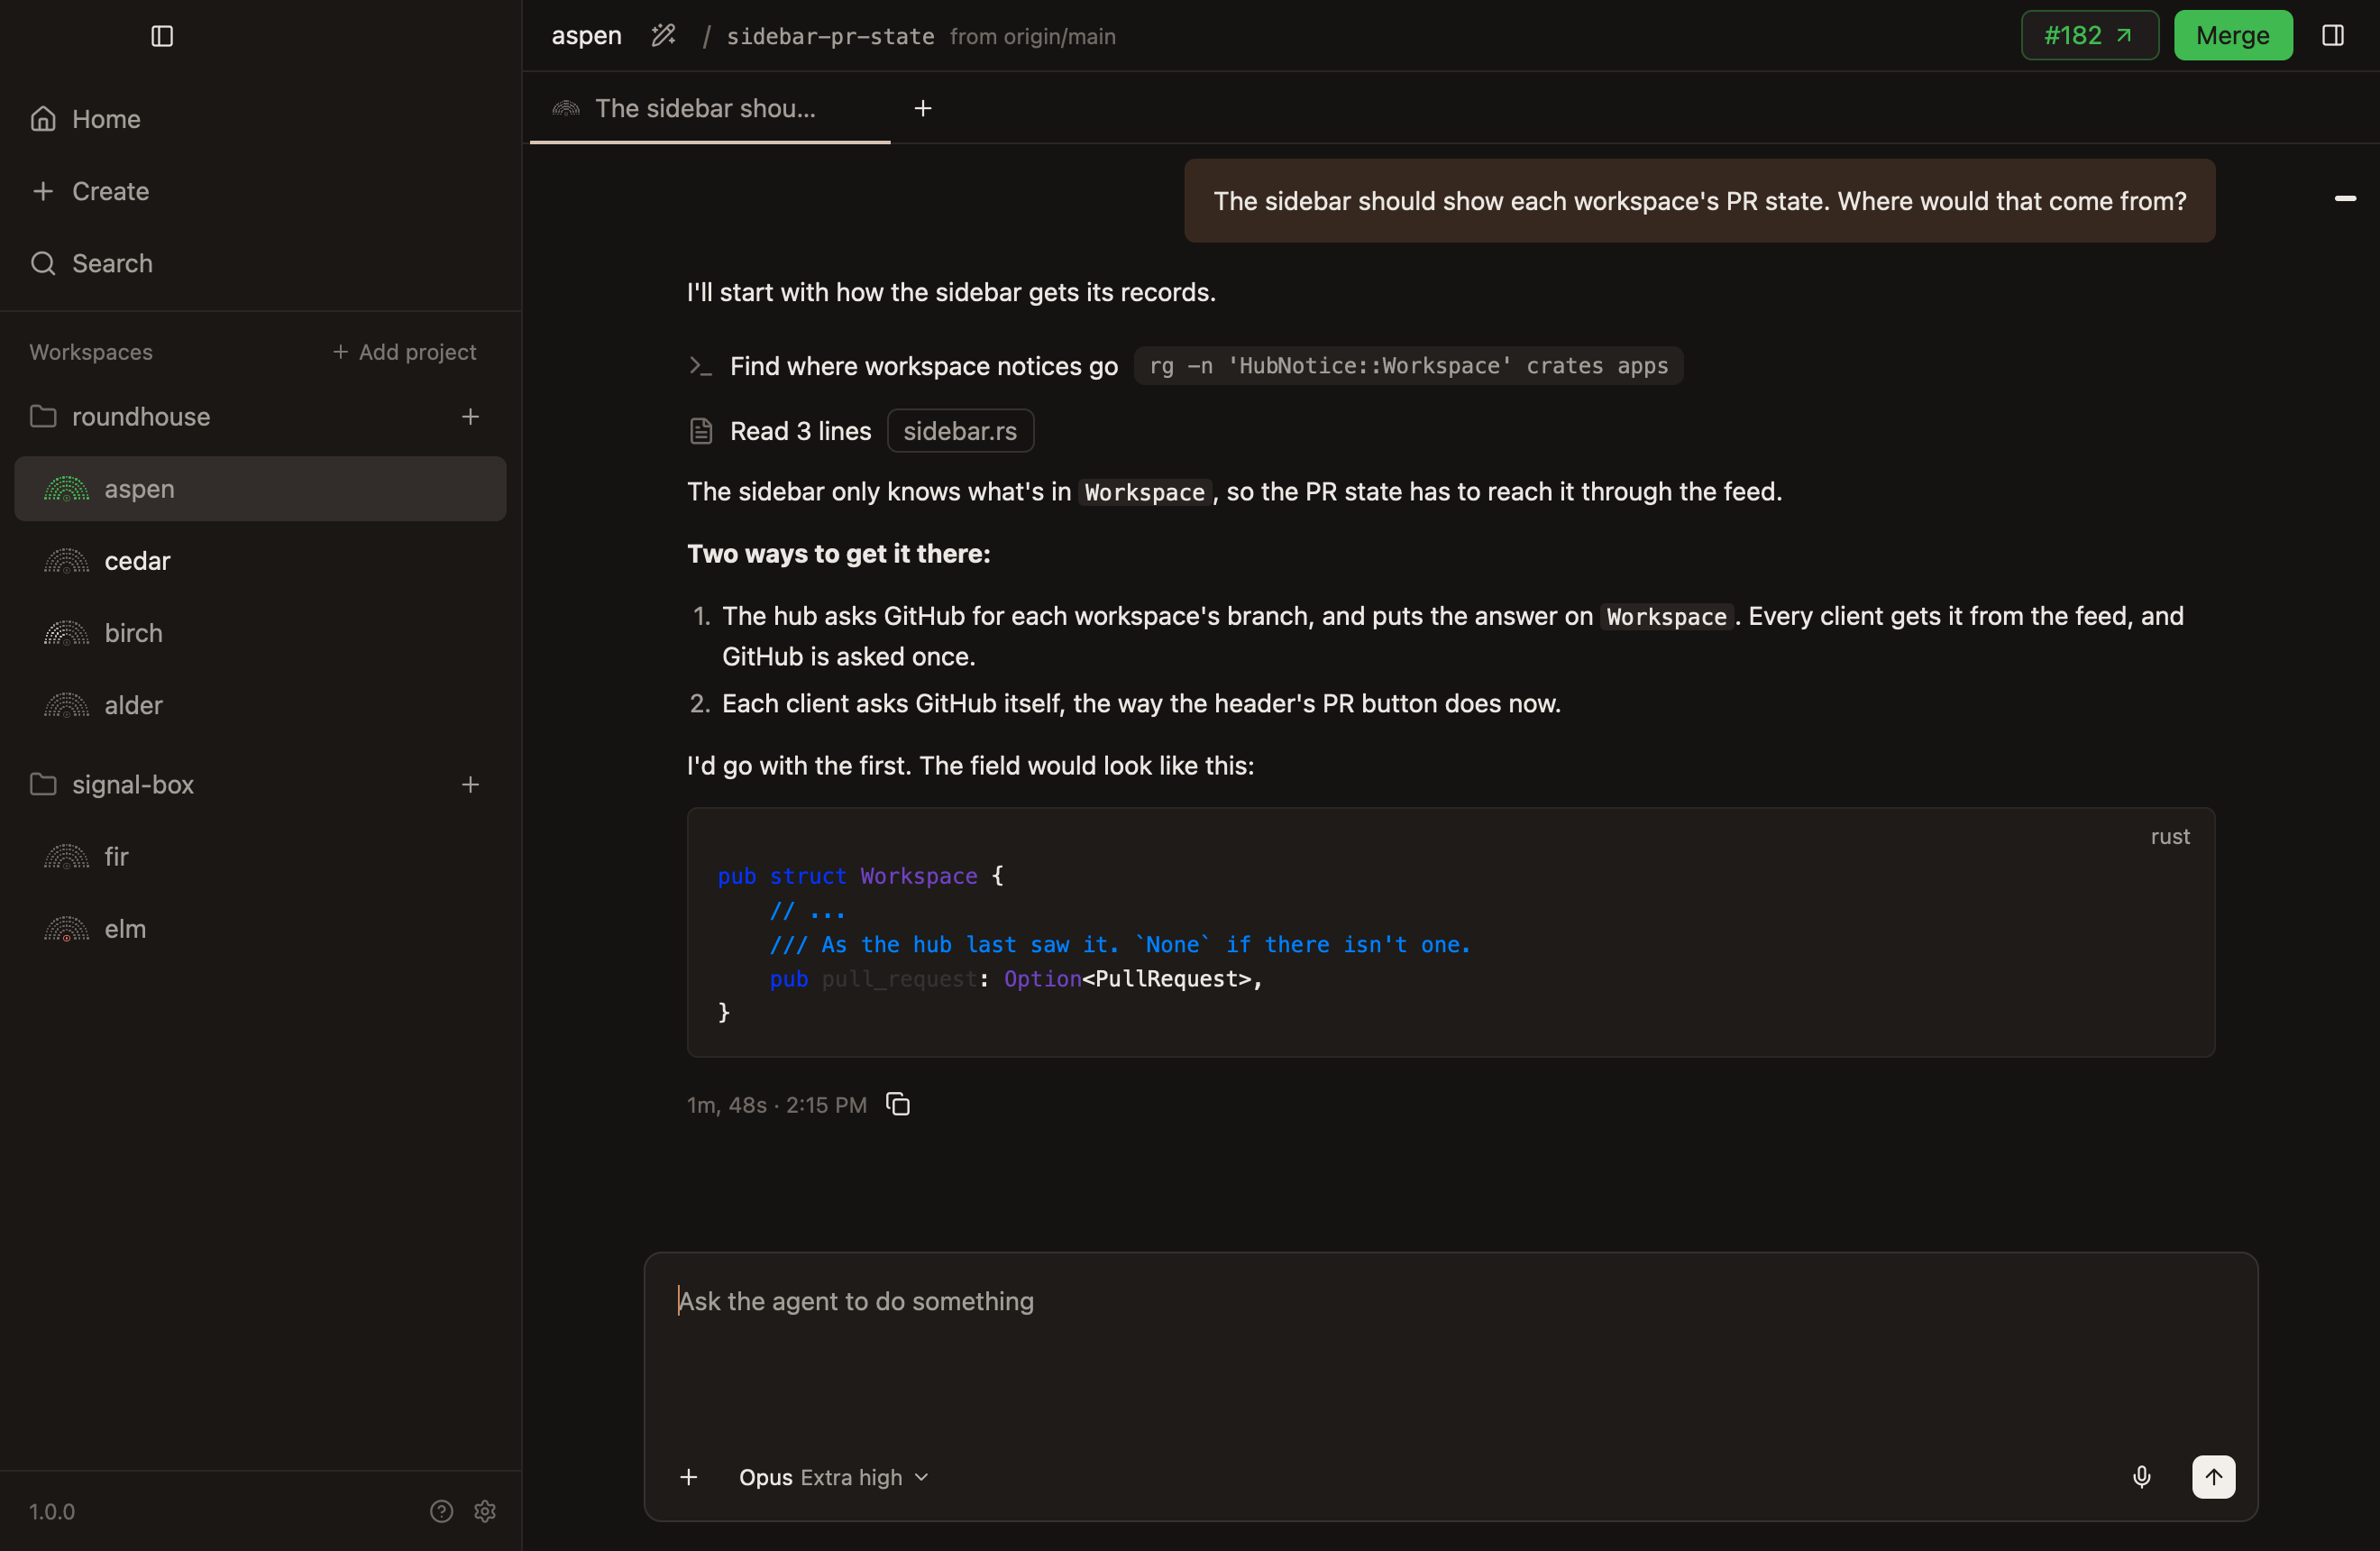 aspen / sidebar-pr-state from origin/main
#182
Merge
Home
Create
Search
Workspaces
Add project
roundhouse
aspen
cedar
birch
alder
signal-box
fir
elm
1.0.0
The sidebar shou...
The sidebar should show each workspace's PR state. Where would that come from?
I'll start with how the sidebar gets its records.
Find where workspace notices go rg -n 'HubNotice::Workspace' crates apps
Read 3 lines sidebar.rs
The sidebar only knows what's in Workspace, so the PR state has to reach it through the feed.
Two ways to get it there:
1. The hub asks GitHub for each workspace's branch, and puts the answer on Workspace. Every client gets it from the feed, and
GitHub is asked once.
2. Each client asks GitHub itself, the way the header's PR button does now.
I'd go with the first. The field would look like this:
rust
pub struct Workspace {
// ...
/// As the hub last saw it. `None` if there isn't one.
pub pull_request: Option<PullRequest>,
}
1m, 48s · 2:15 PM
Ask the agent to do something
Opus Extra high